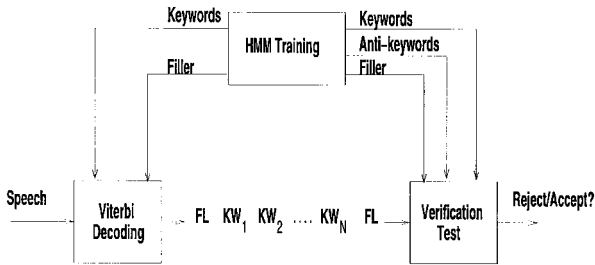 Keywords
HMM Training
Keywords
Anti-keywords
Filler
Filler
Speech
Viterbi
Decoding
FL KW1 KW2 .... KWN FL
Verification
Test
Reject/Accept?